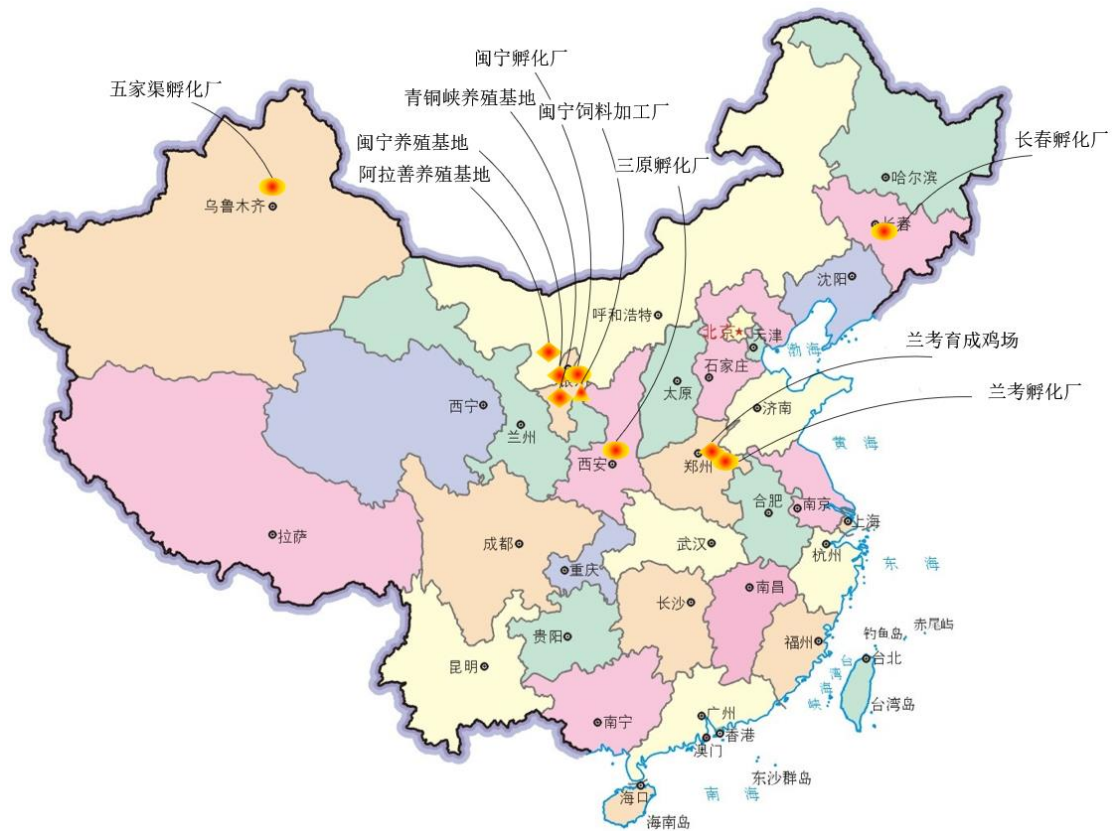 闽宁孵化厂
五家渠孵化厂
青铜峡养殖基地
闽宁饲料加工厂
闽宁养殖基地
阿拉善养殖基地
三原孵化厂
长春孵化厂
哈尔滨
乌鲁木齐
长春
沈阳
呼和浩特
北京
天津
渤海
兰考育成鸡场
石家庄
太原
兰考孵化厂
西宁
济南
兰州
黄海
西安
郑州
合肥
南京
上海
拉萨
成都
武汉
杭州
东海
重庆
南昌
长沙
贵阳
福州
钓鱼岛
赤尾屿
昆明
台北
台湾海峡
台湾岛
南宁
广州
香港
澳门
东沙群岛
海口
南海
海南岛